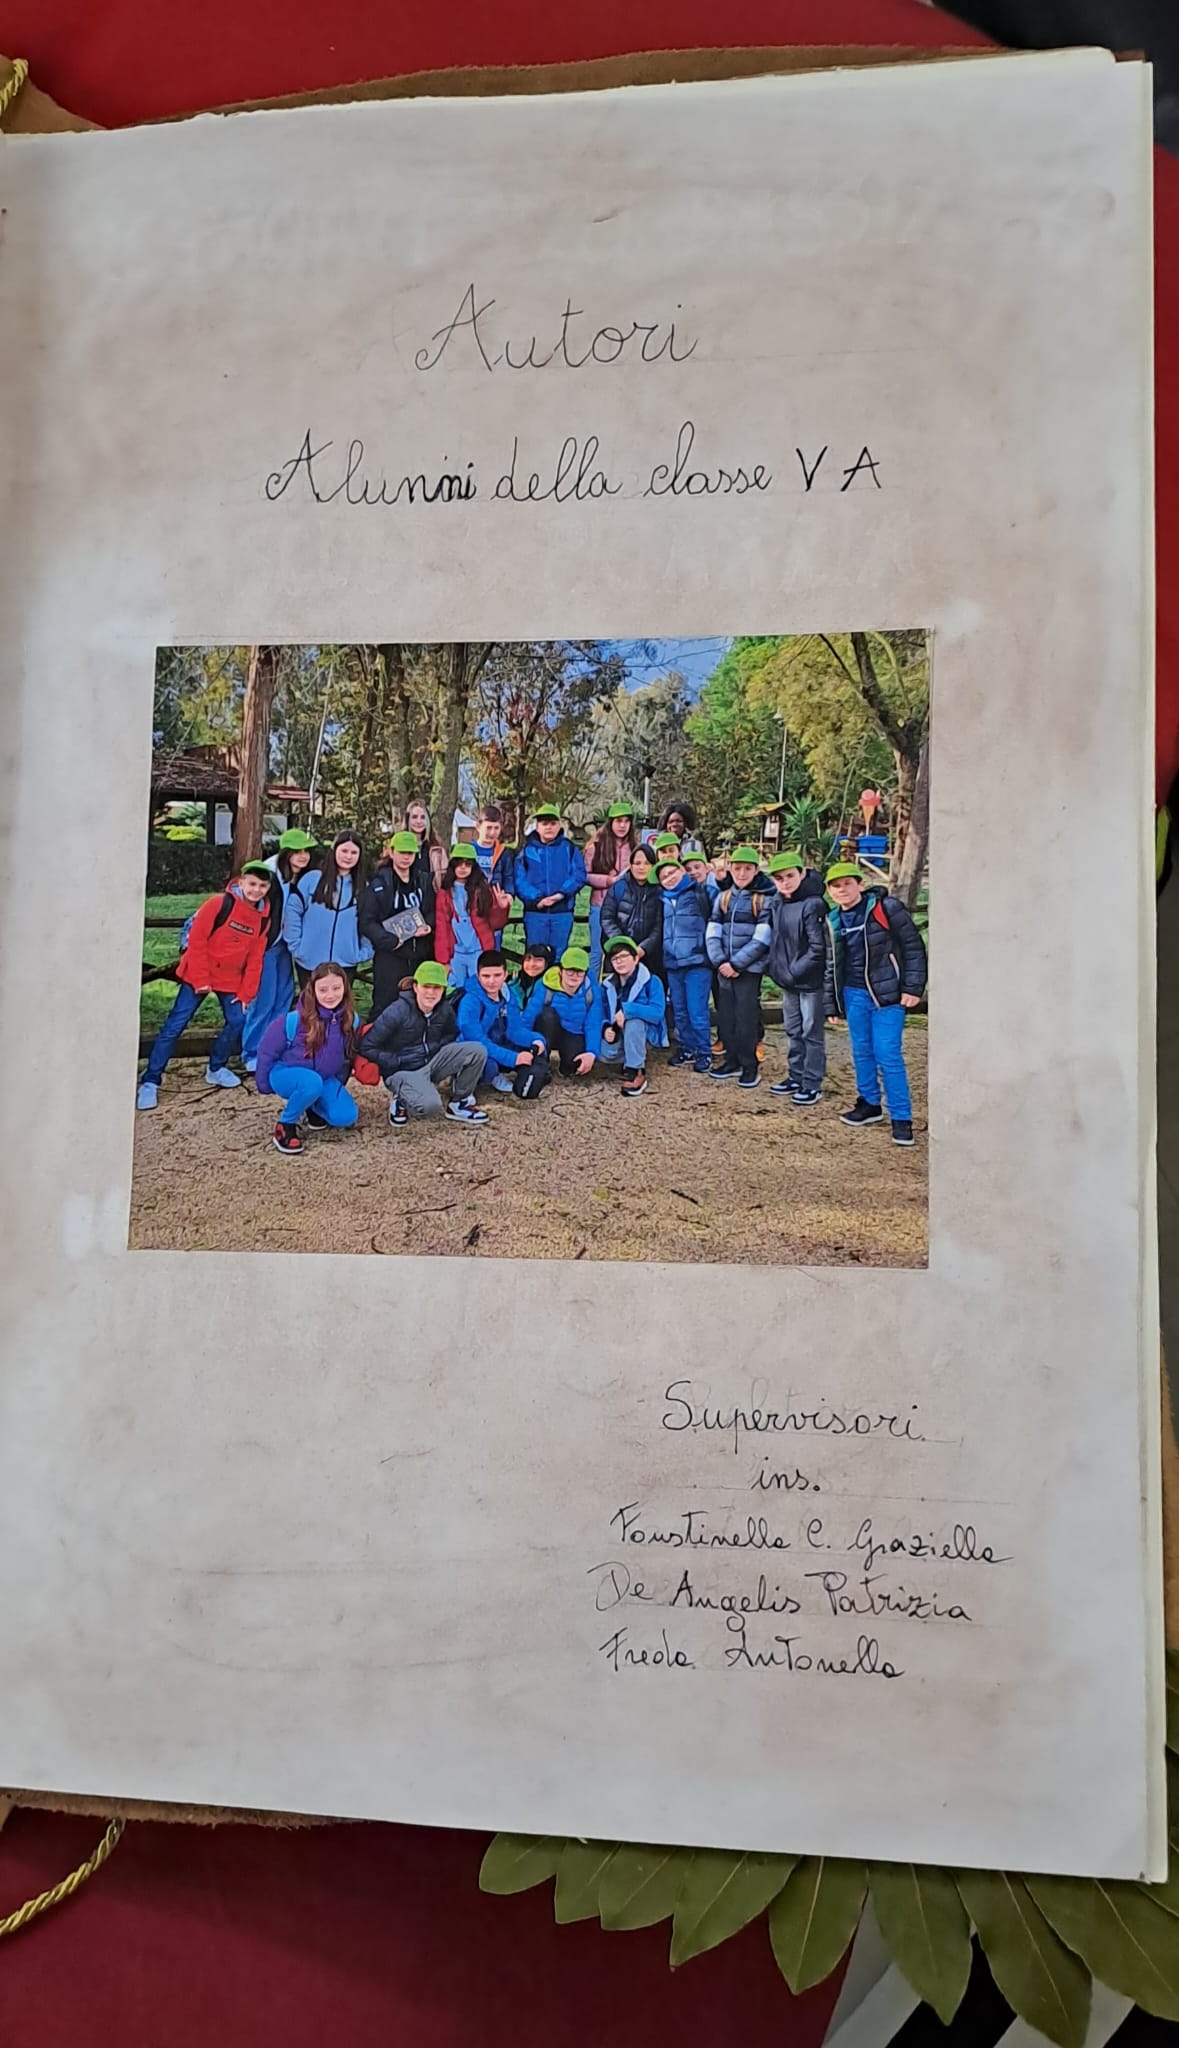 Autori
Alunni della classe V A
Supervisori
ins.
Faustinella C. Graziella
De Angelis Patrizia
Freda Antonella